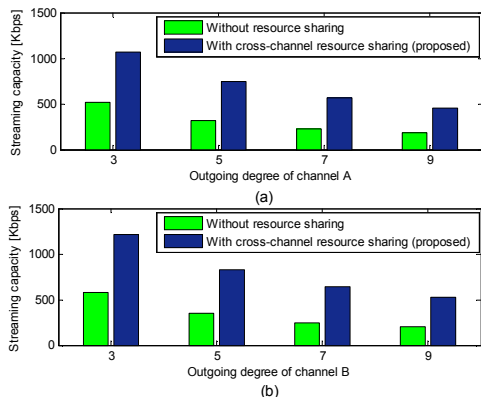 1500
1000
500
0
Streaming capacity [Kbps]
Without resource sharing
With cross-channel resource sharing (proposed)
3 5 7 9
Outgoing degree of channel A
(a)
1500
1000
500
0
Streaming capacity [Kbps]
Without resource sharing
With cross-channel resource sharing (proposed)
3 5 7 9
Outgoing degree of channel B
(b)